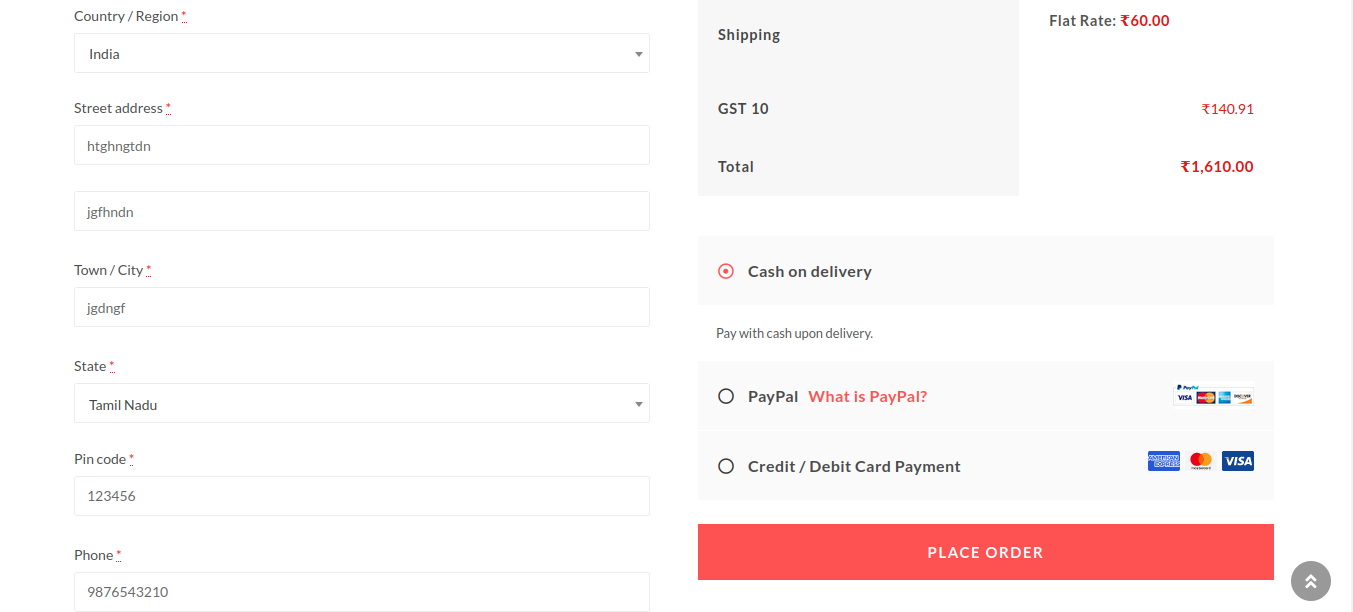 Country / Region *
India
Street address *
htghngtdn
jgfhndn
Town / City *
jgdngf
State *
Tamil Nadu
Pin code *
123456
Phone *
9876543210
Shipping
Flat Rate: ₹60.00
GST 10
₹140.91
Total
₹1,610.00
Cash on delivery
Pay with cash upon delivery.
PayPal What is PayPal?
PayPal
VISA MasterCard DISCOVER
Credit / Debit Card Payment
AMERICAN EXPRESS mastercard VISA
PLACE ORDER